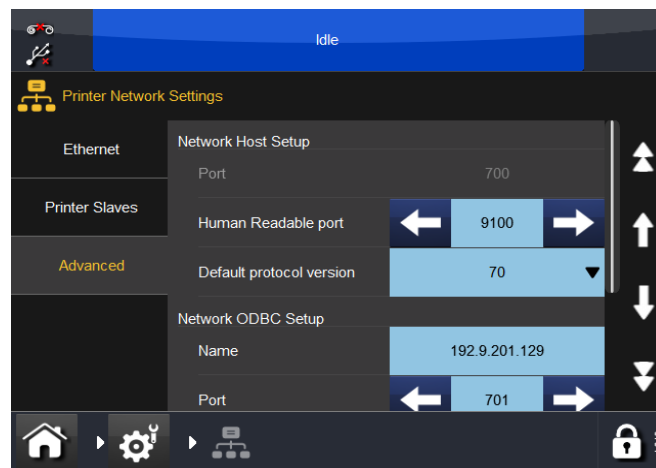 Idle
Printer Network Settings
Ethernet
Printer Slaves
Advanced
Network Host Setup
Port 700
Human Readable port 9100
Default protocol version 70
Network ODBC Setup
Name 192.9.201.129
Port 701